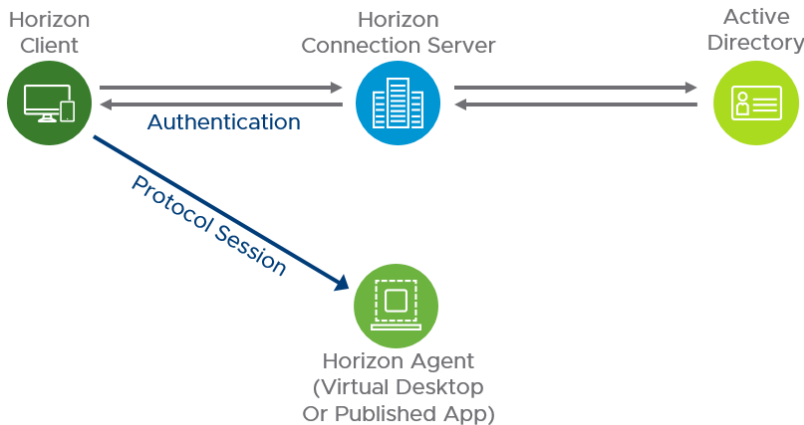 Horizon
Client
Horizon
Connection Server
Active
Directory
Authentication
Protocol Session
Horizon Agent
(Virtual Desktop
Or Published App)